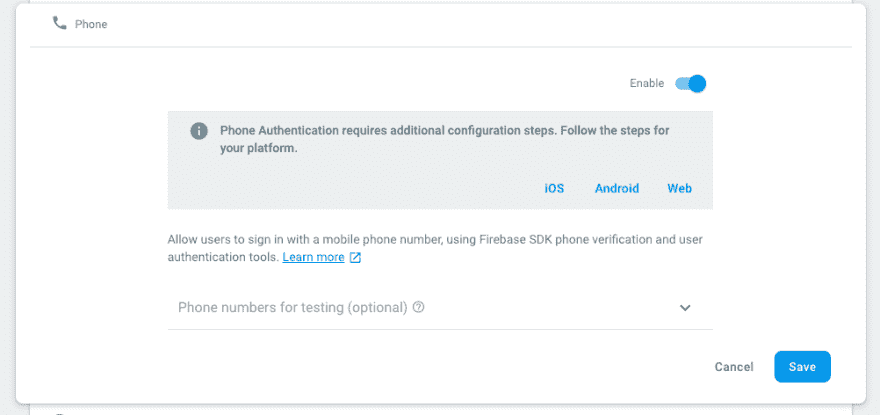 Phone
Enable
Phone Authentication requires additional configuration steps. Follow the steps for
your platform.
iOS Android Web
Allow users to sign in with a mobile phone number, using Firebase SDK phone verification and user
authentication tools. Learn more
Phone numbers for testing (optional)
Cancel Save